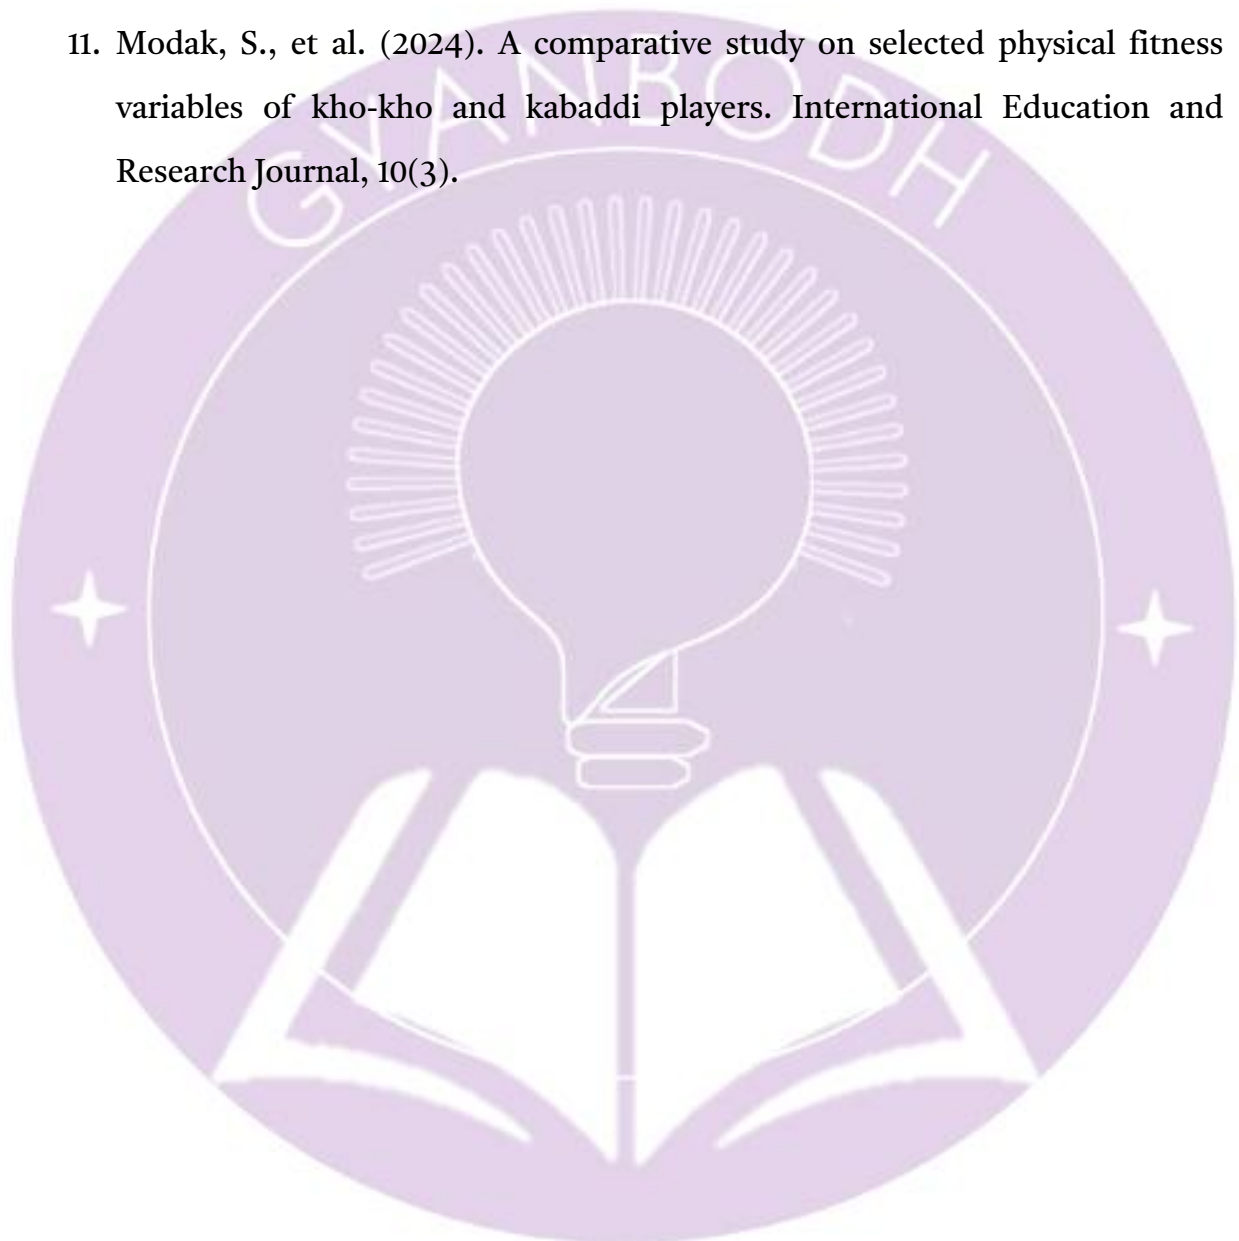 11. Modak, S., et al. (2024). A comparative study on selected physical fitness
variables of kho-kho and kabaddi players. International Education and
Research Journal, 10(3).
GYANBODH